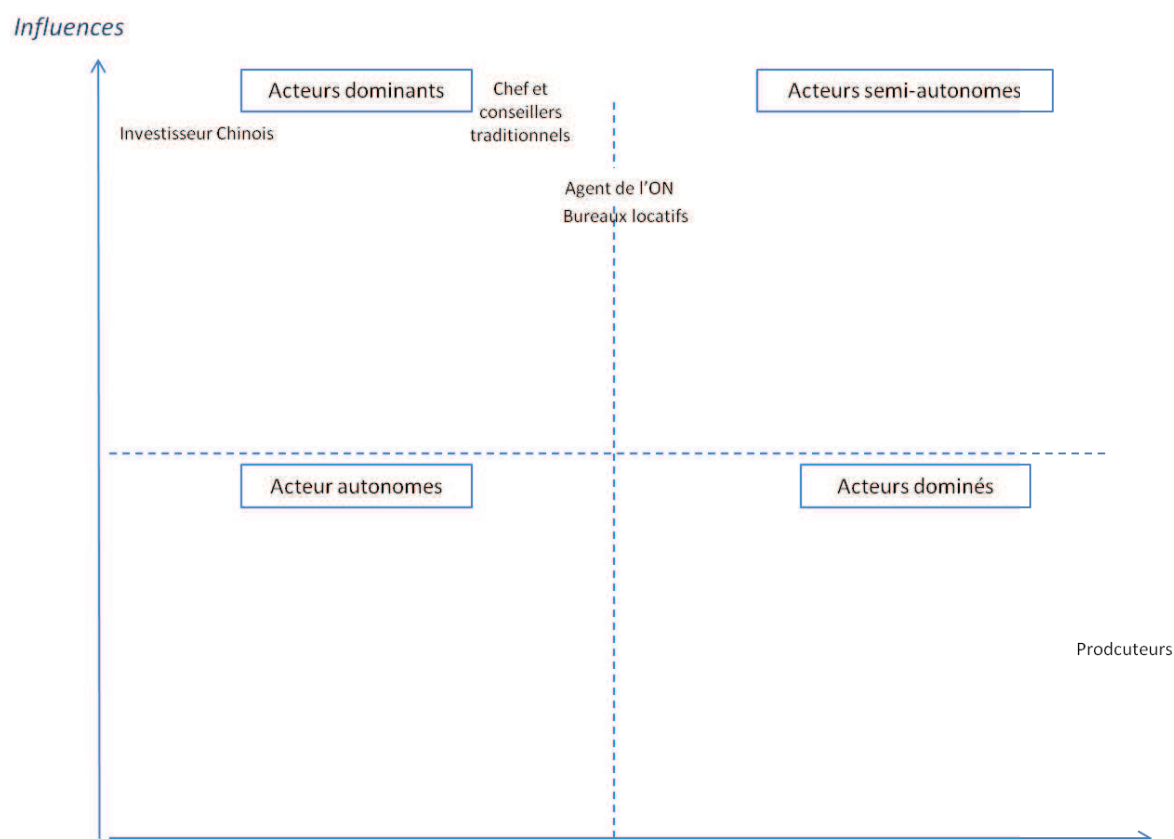 Influences
Acteurs dominants
Chef et
conseillers
traditionnels
Acteurs semi-autonomes
Investisseur Chinois
Agent de l'ON
Bureaux locatifs
Acteur autonomes
Acteurs dominés
Prodcuteurs